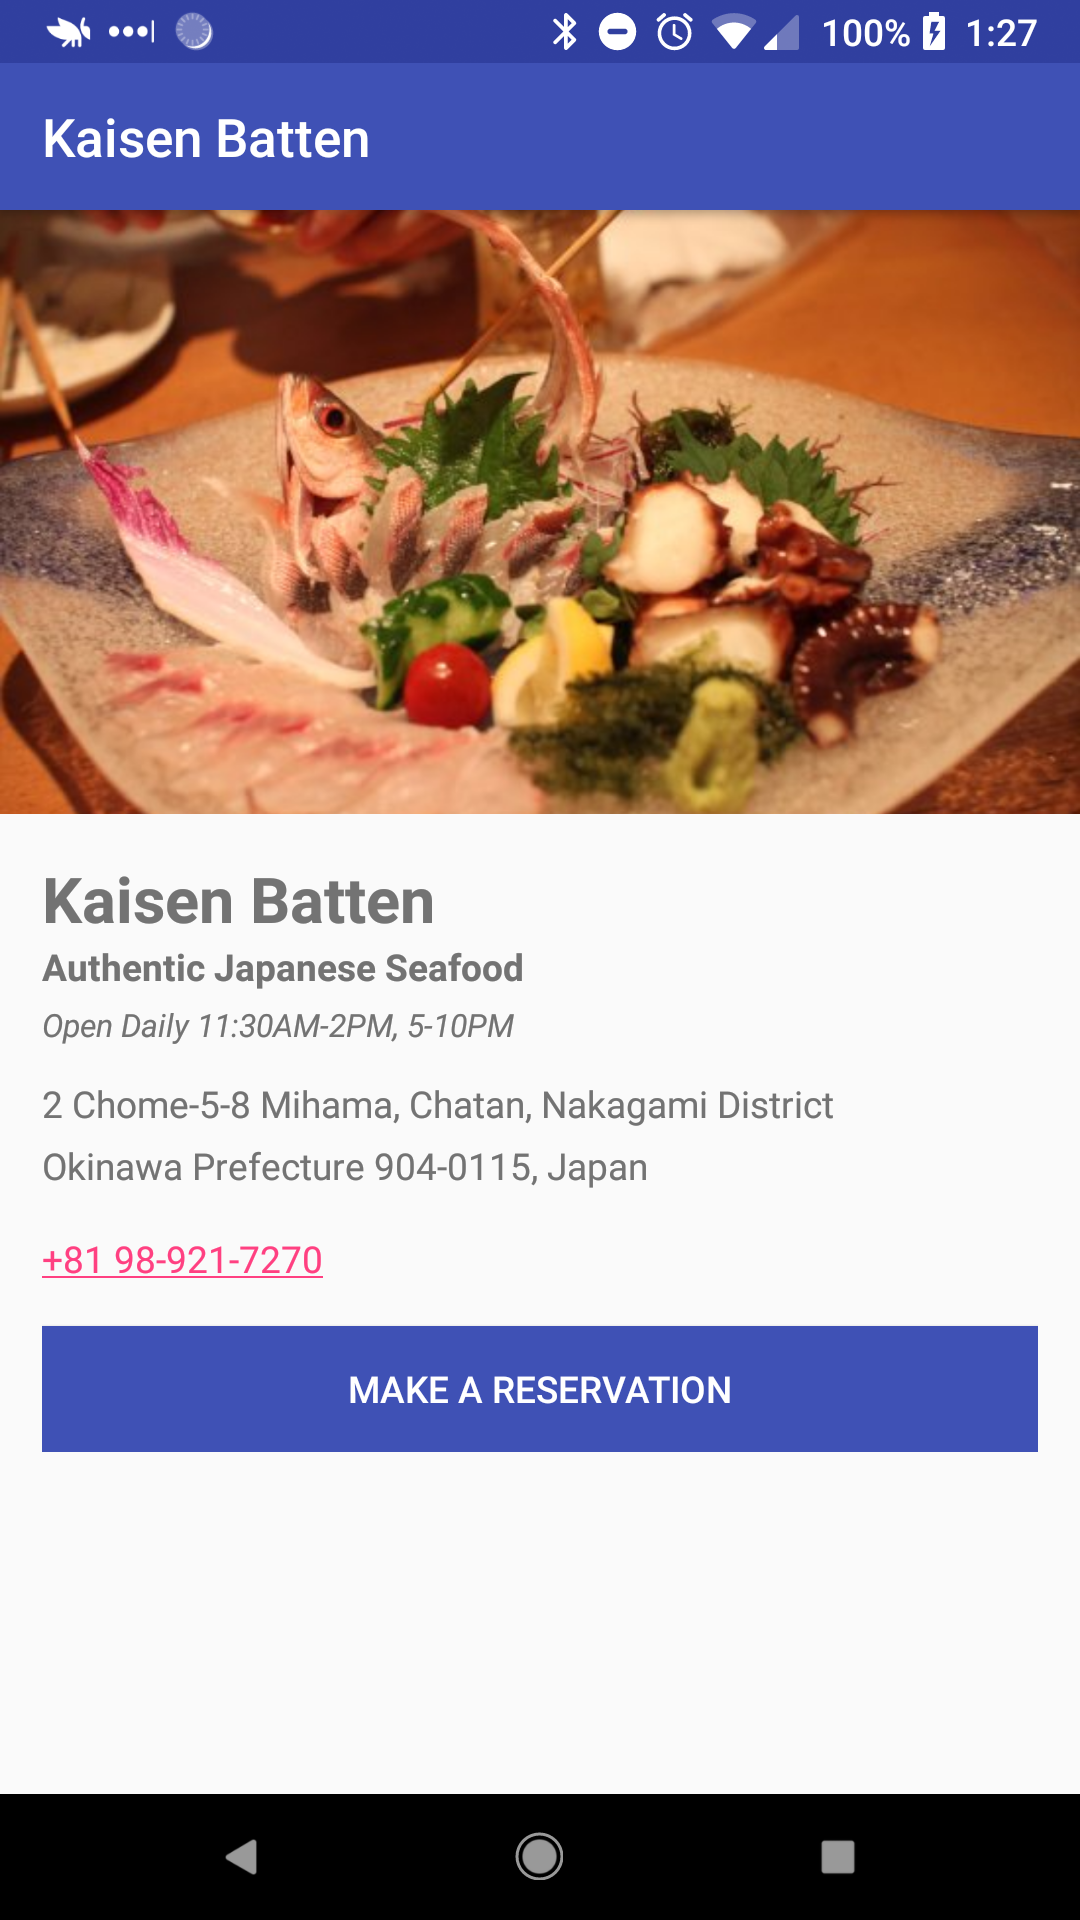 100% 1:27
Kaisen Batten
Kaisen Batten
Authentic Japanese Seafood
Open Daily 11:30AM-2PM, 5-10PM
2 Chome-5-8 Mihama, Chatan, Nakagami District
Okinawa Prefecture 904-0115, Japan
+81 98-921-7270
MAKE A RESERVATION